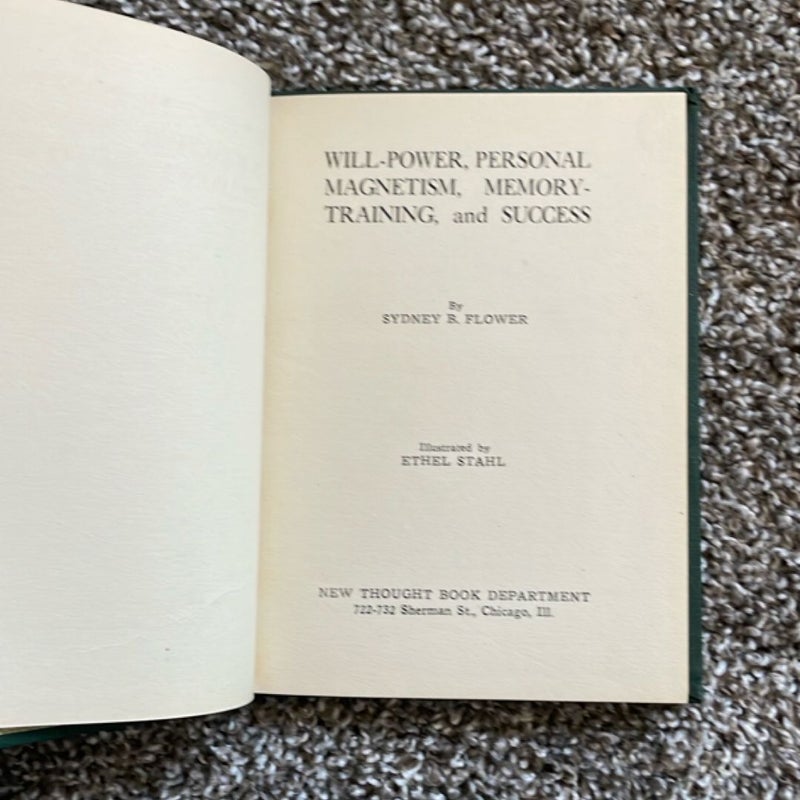 WILL-POWER, PERSONAL
MAGNETISM, MEMORY-
TRAINING, and SUCCESS
By
SYDNEY B. FLOWER
Illustrated by
ETHEL STAHL
NEW THOUGHT BOOK DEPARTMENT
722-732 Sherman St., Chicago, Ill.